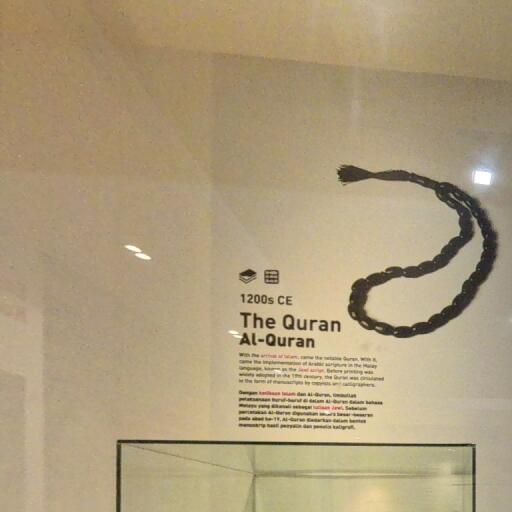 1200s CE
The Quran
Al-Quran
With the arrival of Islam, came the notable Quran. With it,
came the implementation of Arabic scripture in the Malay
language, known as the Jawi script. Before printing was
widely adopted in the 19th century, the Quran was circulated
in the form of manuscripts by copyists and calligraphers.
Dengan ketibaan Islam dan Al-Quran, timbullah
pelaksanaan huruf-huruf di dalam Al-Quran dalam bahasa
Melayu yang dikenali sebagai tulisan Jawi. Sebelum
percetakan Al-Quran digunakan secara besar-besaran
pada abad ke-19, Al-Quran diedarkan dalam bentuk
manuskrip hasil penyalin dan penulis kaligrafi.